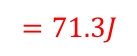 = 71.3J